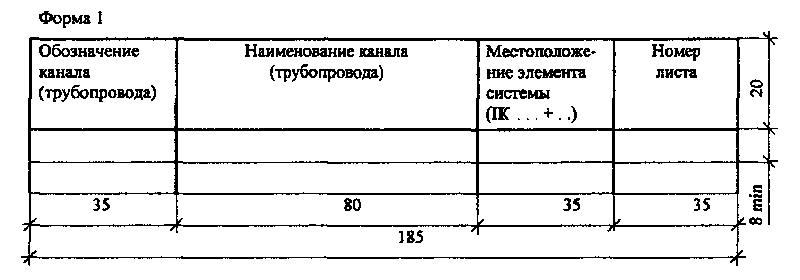 Форма 1
Обозначение
канала
(трубопровода)
Наименование канала
(трубопровода)
Местоположе-
ние элемента
системы
(ПК . . . + . .)
Номер
листа
20
8 min
35
80
35
35
185